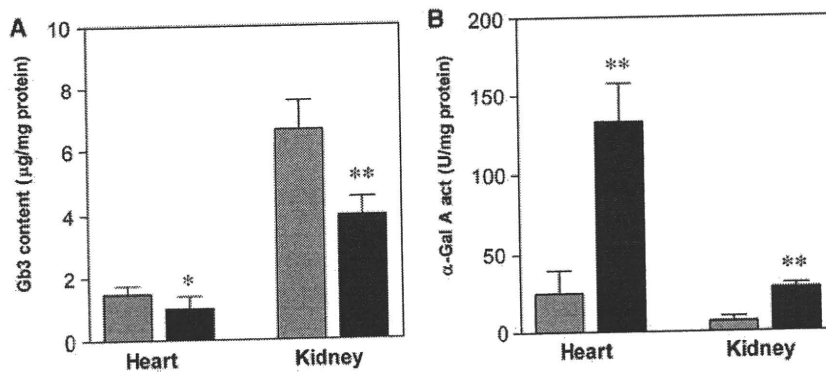 A
Gb3 content (µg/mg protein)
10
8
6
4
2
0
*
**
Heart
Kidney
B
α-Gal A act (U/mg protein)
200
150
100
50
0
**
**
Heart
Kidney